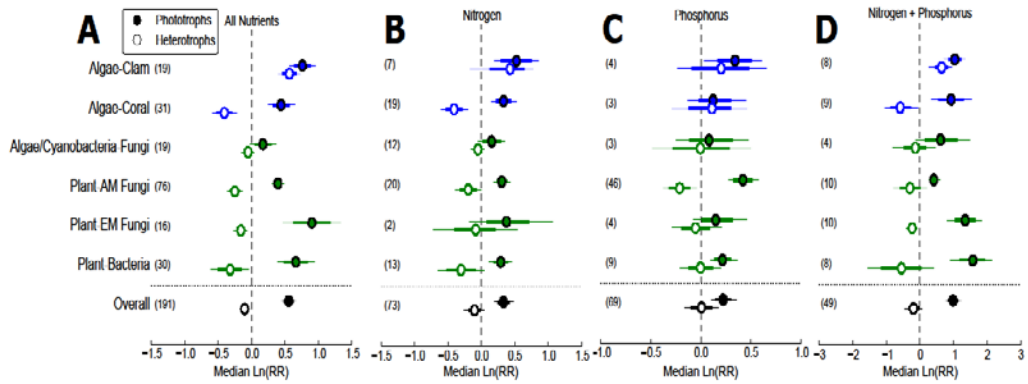 A
Phototrophs
Heterotrophs
All Nutrients
B
Nitrogen
C
Phosphorus
D
Nitrogen + Phosphorus
Algae-Clam (19)
(7)
(4)
(8)
Algae-Coral (31)
(19)
(3)
(9)
Algae/Cyanobacteria Fungi (19)
(12)
(3)
(4)
Plant AM Fungi (76)
(20)
(46)
(10)
Plant EM Fungi (16)
(2)
(4)
(10)
Plant Bacteria (30)
(13)
(9)
(8)
Overall (191)
(73)
(69)
(49)
−1.5 −1.0 −0.5 0.0 0.5 1.0 1.5
−1.0 −0.5 0.0 0.5 1.0 1.5
−1.0 −0.5 0.0 0.5 1.0
−3 −2 −1 0 1 2 3
Median Ln(RR)
Median Ln(RR)
Median Ln(RR)
Median Ln(RR)